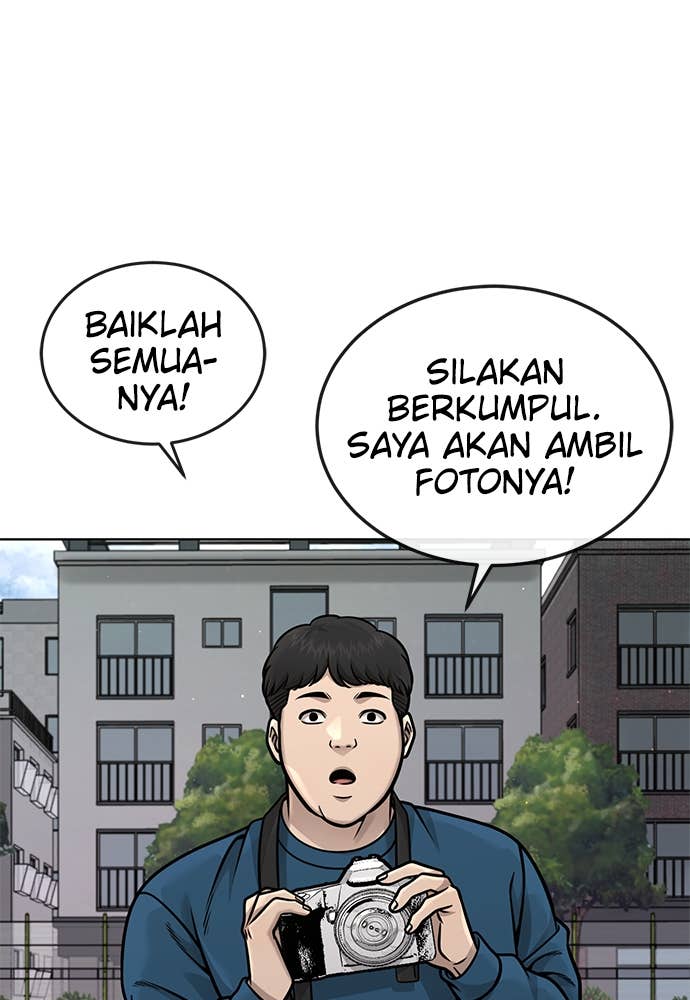 BAIKLAH
SEMUA-
NYA!
SILAKAN
BERKUMPUL.
SAYA AKAN AMBIL
FOTONYA!